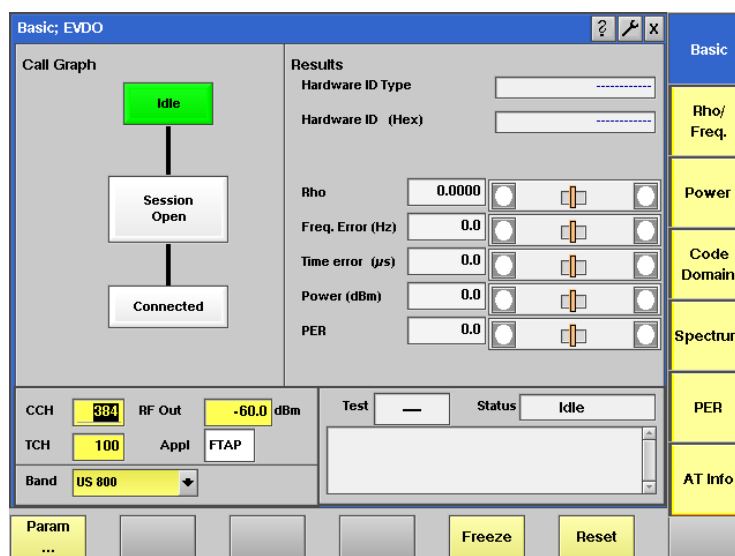 Basic; EVDO
? x
Basic
Call Graph
Results
Idle
Hardware ID Type -----------
Hardware ID (Hex) -----------
Rho/
Freq.
Session
Open
Rho 0.0000
Power
Freq. Error (Hz) 0.0
Time error (µs) 0.0
Code
Domain
Connected
Power (dBm) 0.0
PER 0.0
Spectrum
CCH 384 RF Out -60.0 dBm
Test — Status Idle
PER
TCH 100 Appl FTAP
Band US 800
AT Info
Param
...
Freeze
Reset